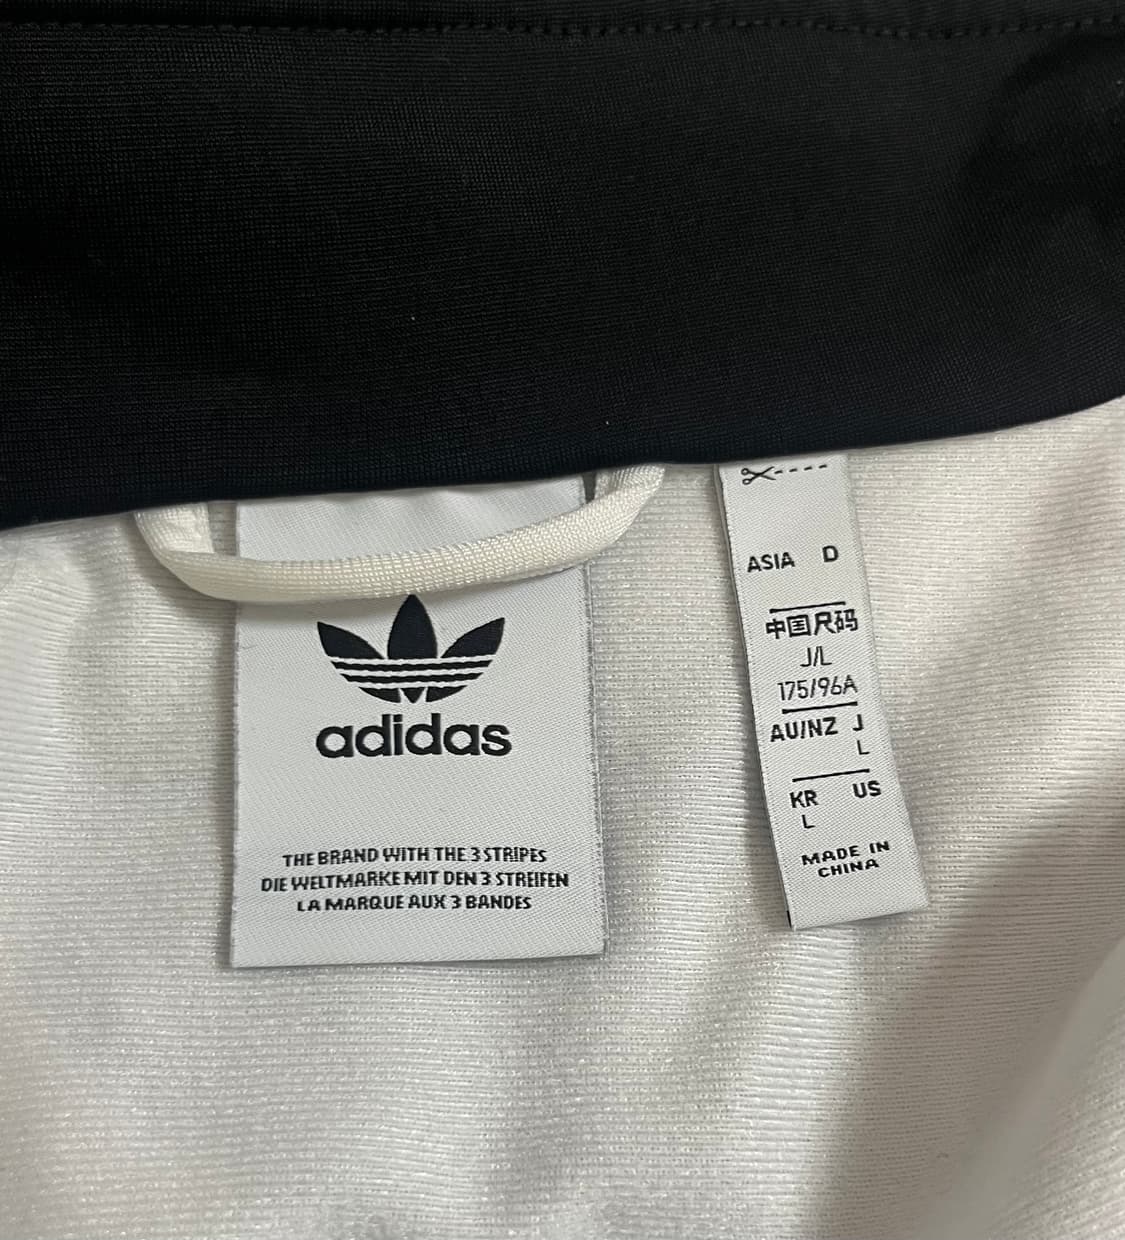 adidas
THE BRAND WITH THE 3 STRIPES
DIE WELTMARKE MIT DEN 3 STREIFEN
LA MARQUE AUX 3 BANDES
ASIA D
中国尺码
J/L
175/96A
AU/NZ J
L
KR US
L
MADE IN
CHINA